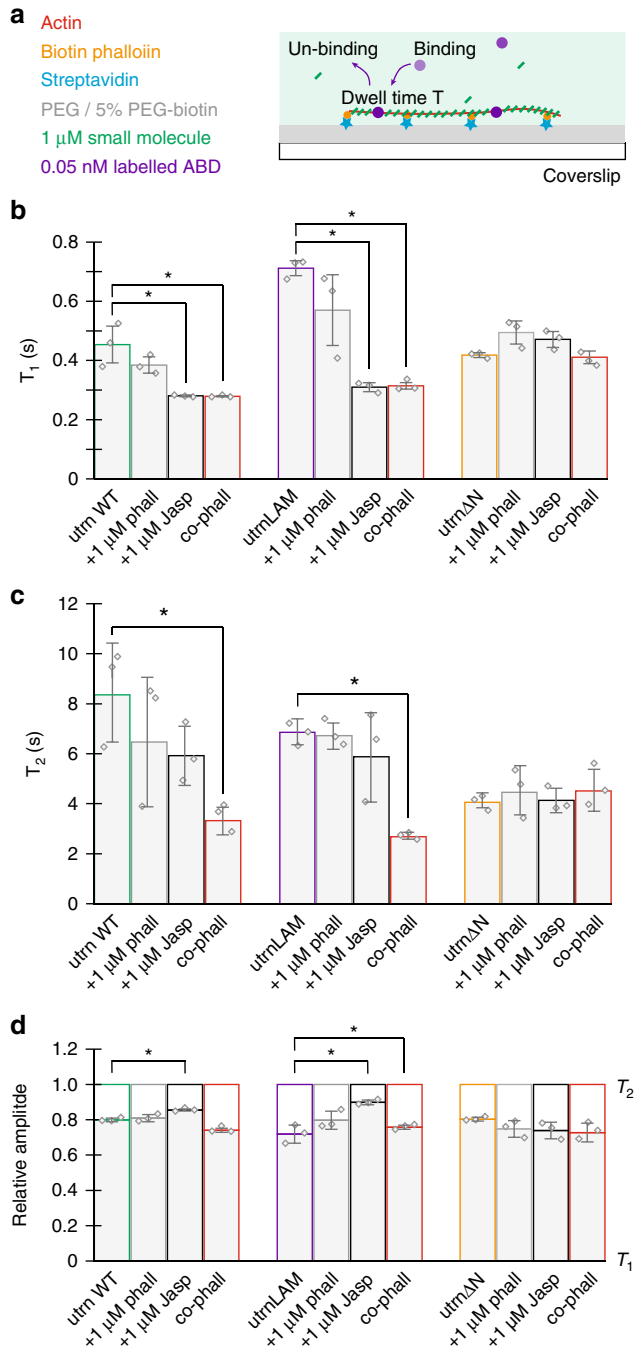 a
Actin
Biotin phalloiin
Streptavidin
PEG / 5% PEG-biotin
1 µM small molecule
0.05 nM labelled ABD
Un-binding
Binding
Dwell time T
Coverslip
b
T1 (s)
0.8
0.6
0.4
0.2
0
*
*
*
*
utrn WT
+1 µM phall
+1 µM Jasp
co-phall
utrnLAM
+1 µM phall
+1 µM Jasp
co-phall
utrnΔN
+1 µM phall
+1 µM Jasp
co-phall
c
T2 (s)
12
10
8
6
4
2
0
*
*
utrn WT
+1 µM phall
+1 µM Jasp
co-phall
utrnLAM
+1 µM phall
+1 µM Jasp
co-phall
utrnΔN
+1 µM phall
+1 µM Jasp
co-phall
d
Relative amplitde
1.2
1.0
0.8
0.6
0.4
0.2
0
*
*
*
T2
T1
utrn WT
+1 µM phall
+1 µM Jasp
co-phall
utrnLAM
+1 µM phall
+1 µM Jasp
co-phall
utrnΔN
+1 µM phall
+1 µM Jasp
co-phall